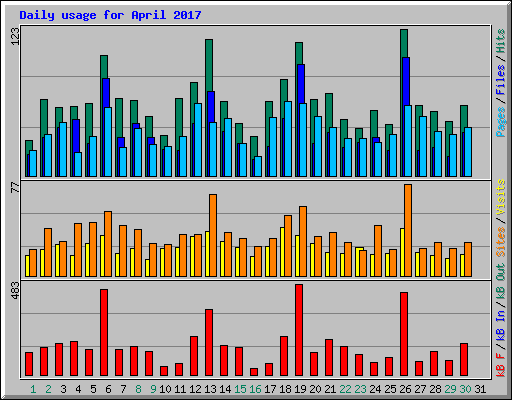 Daily usage for April 2017
123
77
483
Pages / Files / Hits
Sites / Visits
kB F / kB In / kB Out
1 2 3 4 5 6 7 8 9 10 11 12 13 14 15 16 17 18 19 20 21 22 23 24 25 26 27 28 29 30 31